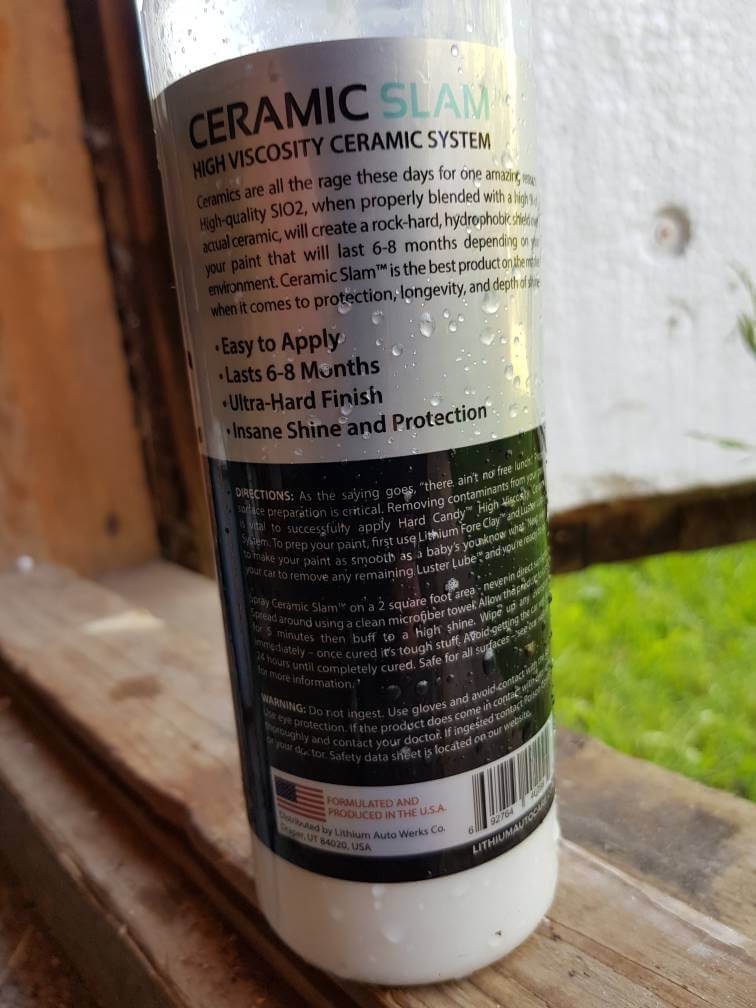 CERAMIC SLAM
HIGH VISCOSITY CERAMIC SYSTEM
Ceramics are all the rage these days for one amazing
High-quality SIO2, when properly blended with a high
actual ceramic, will create a rock-hard, hydrophobic shield
your paint that will last 6-8 months depending on
environment. Ceramic Slam™ is the best product on the
when it comes to protection, longevity, and depth of
•Easy to Apply
•Lasts 6-8 Months
•Ultra-Hard Finish
•Insane Shine and Protection
DIRECTIONS: As the saying goes, "there ain't no free lunch."
surface preparation is critical. Removing contaminants from
is vital to successfully apply Hard Candy™ High Viscosity
System. To prep your paint, first use Lithium Fore Clay™ and Luster
to make your paint as smooth as a baby's you know what.
your car to remove any remaining Luster Lube™ and you're ready
Spray Ceramic Slam™ on a 2 square foot area - never in direct
Spread around using a clean microfiber towel. Allow the product
for 5 minutes then buff to a high shine. Wipe up any
immediately – once cured it's tough stuff. Avoid getting the car
24 hours until completely cured. Safe for all surfaces – see our
for more information.
WARNING: Do not ingest. Use gloves and avoid contact with
Use eye protection. If the product does come in contact
thoroughly and contact your doctor. If ingested contact Poison
or your doctor. Safety data sheet is located on our website.
FORMULATED AND
PRODUCED IN THE U.S.A.
Distributed by Lithium Auto Werks Co.
Draper, UT 84020, USA
6 92764
LITHIUMAUTO